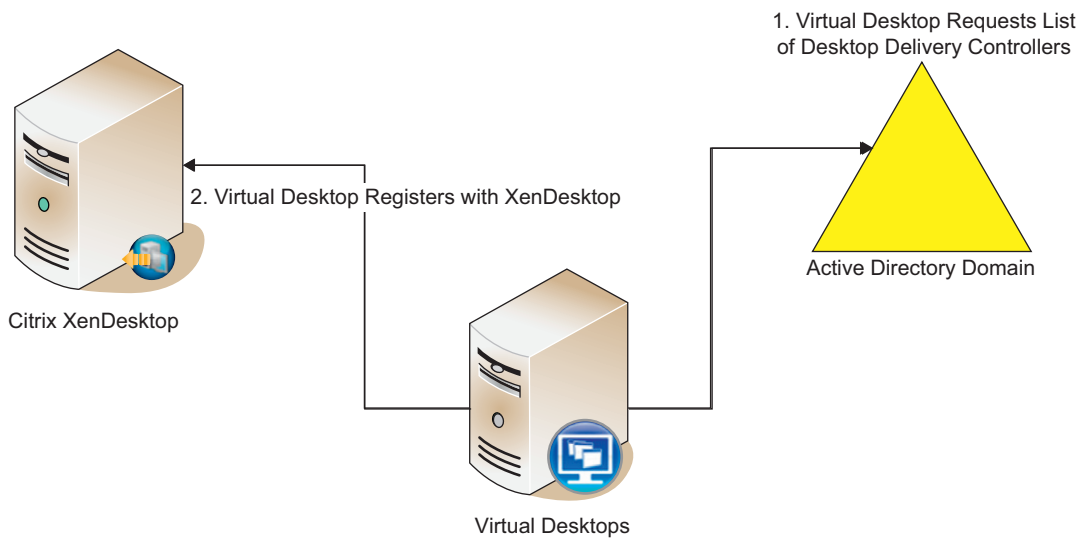 1. Virtual Desktop Requests List
of Desktop Delivery Controllers
2. Virtual Desktop Registers with XenDesktop
Active Directory Domain
Citrix XenDesktop
Virtual Desktops